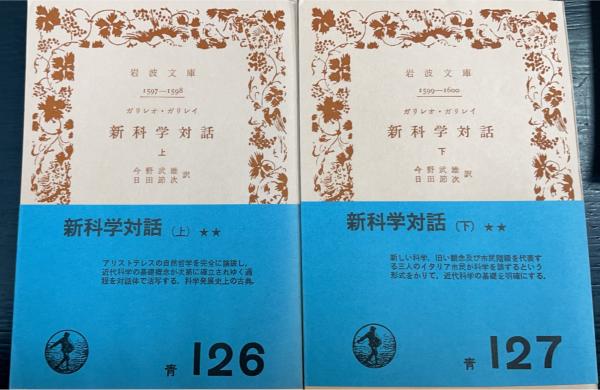 岩波文庫
1597—1598
ガリレオ・ガリレイ
新科学対話
上
今野武雄
日田節次
訳
新科学対話(上)★★
アリストテレスの自然哲学を完全に論破し,
近代科学の基礎概念が次第に確立されゆく過
程を対話体で活写する. 科学発展史上の古典.
青 126
岩波文庫
1599—1600
ガリレオ・ガリレイ
新科学対話
下
今野武雄
日田節次
訳
新科学対話(下)★★
新しい科学, 旧い観念及び市民階級を代表す
る三人のイタリア市民が科学を談ずるという
形式をかりて, 近代科学の基礎を明確にする.
青 127